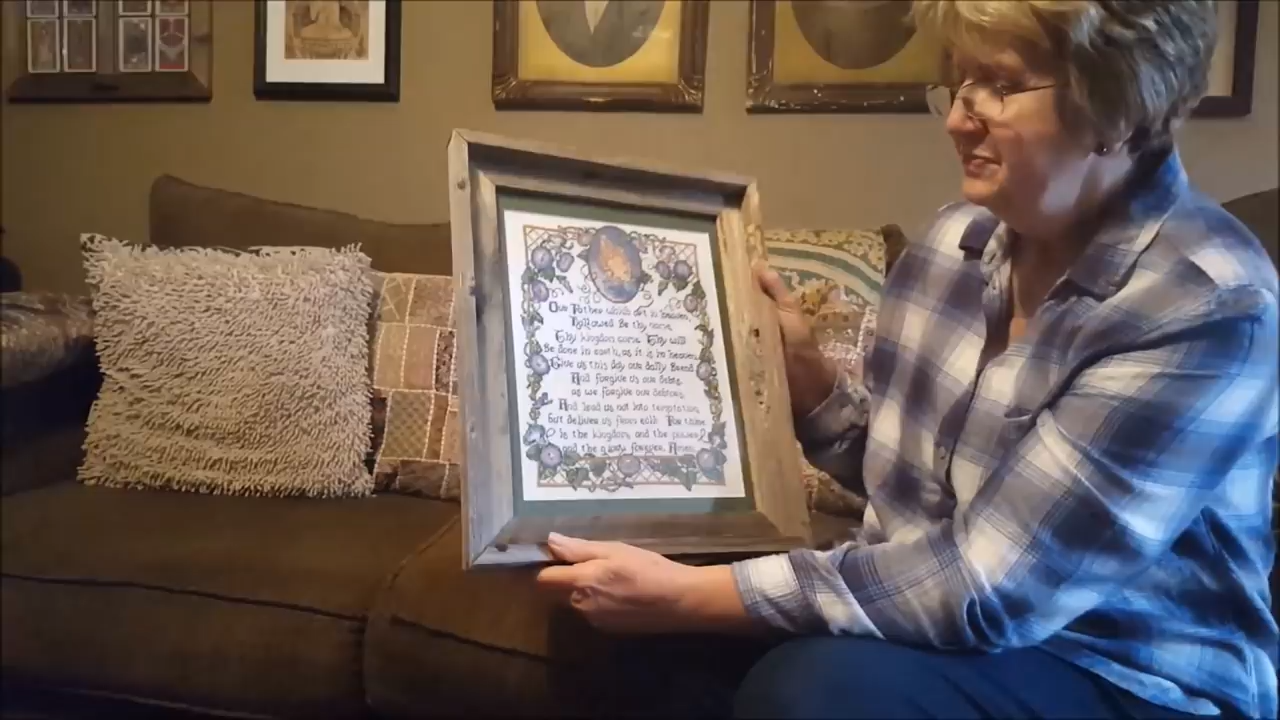 Our Father which art in heaven,
Hallowed Be thy name.
Thy kingdom come. Thy will
Be done in earth, as it is in heaven.
Give us this day our daily Bread.
And forgive us our debts,
as we forgive our debtors.
And lead us not into temptation,
but deliver us from evil: For thine
is the kingdom, and the power,
and the glory, forever, Amen.